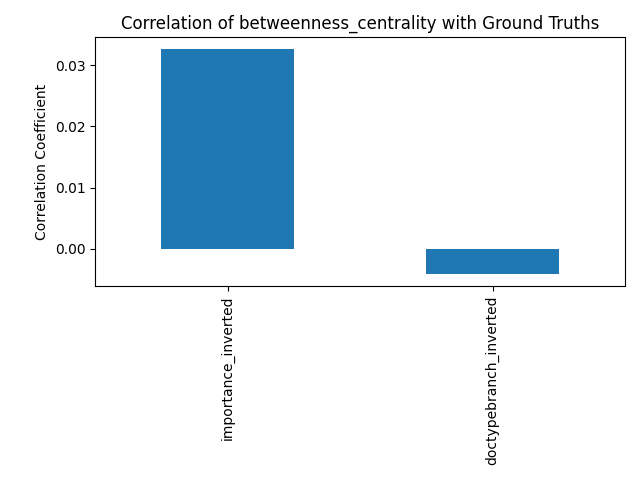 Correlation of betweenness_centrality with Ground Truths
Correlation Coefficient
0.03
0.02
0.01
0.00
importance_inverted
doctypebranch_inverted